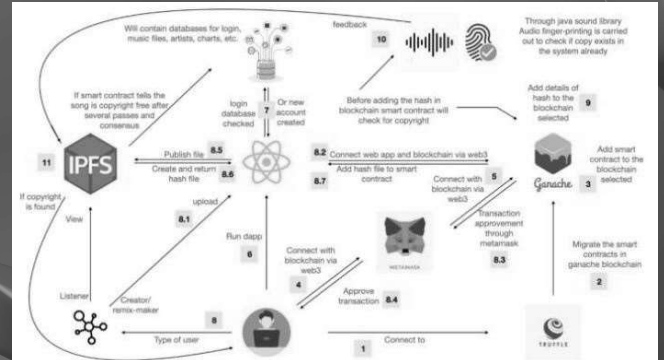 Will contain databases for login,
music files, artists, charts, etc.
feedback
10
Through java sound library
Audio finger-printing is carried
out to check if copy exists in
the system already
If smart contract tells the
song is copyright free after
several passes and
consensus
login
database
checked
7
Or new
account
created
Before adding the hash in
blockchain smart contract will
check for copyright
Add details of
hash to the
blockchain
selected
9
11
IPFS
Publish file
8.5
Create and return
hash file
8.6
8.2
Connect web app and blockchain via web3
8.7
Add hash file to smart
contract
Connect with
blockchain via
web3
5
Ganache
Add smart
contract to the
blockchain
selected
3
If copyright
is found
View
upload
8.1
Run dapp
6
Connect with
blockchain via
web3
4
METAMASK
Transaction
approvement
through
metamask
8.3
Approve
transaction
8.4
Migrate the smart
contracts in
ganache blockchain
2
Listener
Creator/
remix-maker
8
Type of user
1
Connect to
TRUFFLE